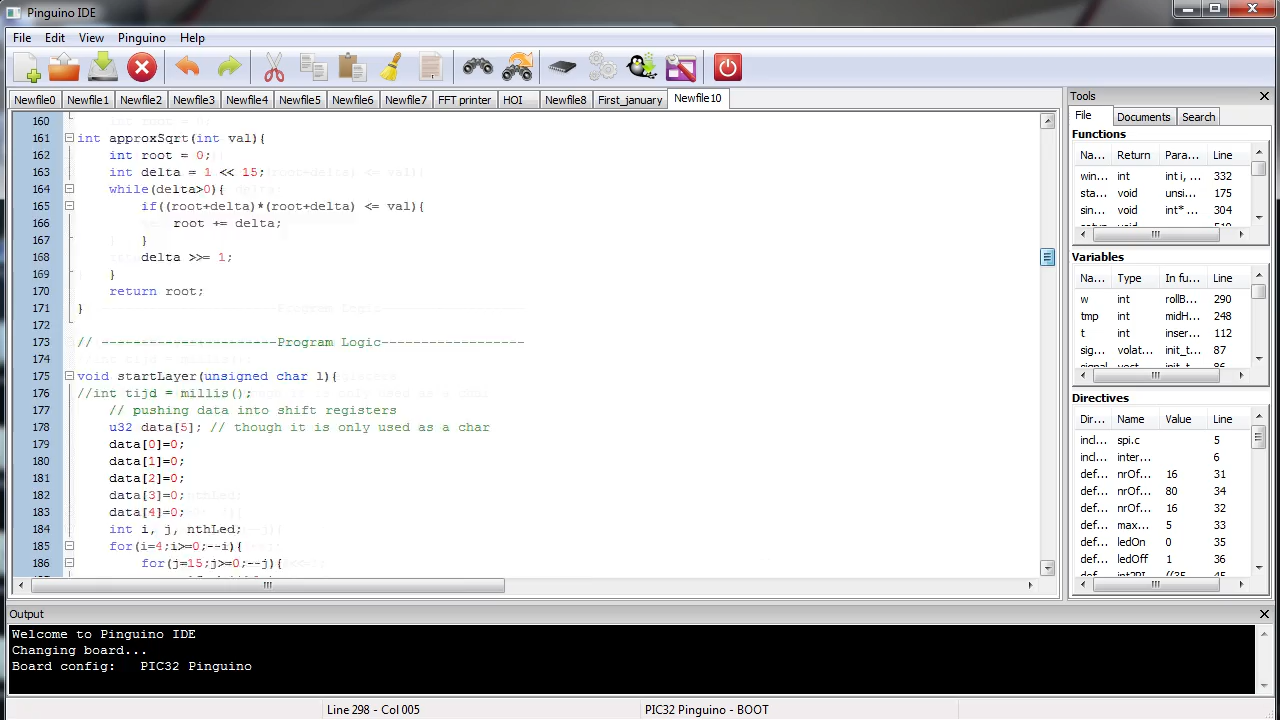 Pinguino IDE
File Edit View Pinguino Help
Newfile0 Newfile1 Newfile2 Newfile3 Newfile4 Newfile5 Newfile6 Newfile7 FFT printer HOI Newfile8 First_january Newfile10
160
161 int approxSqrt(int val){
162 int root = 0;
163 int delta = 1 << 15;
164 while(delta>0){
165 if((root+delta)*(root+delta) <= val){
166 root += delta;
167 }
168 delta >>= 1;
169 }
170 return root;
171 }
172
173 // ----------------------Program Logic------------------
174
175 void startLayer(unsigned char l){
176 //int tijd = millis();
177 // pushing data into shift registers
178 u32 data[5]; // though it is only used as a char
179 data[0]=0;
180 data[1]=0;
181 data[2]=0;
182 data[3]=0;
183 data[4]=0;
184 int i, j, nthLed;
185 for(i=4;i>=0;--i){
186 for(j=15;j>=0;--j){
Tools
File Documents Search
Functions
Na... Return Para... Line
win... int int i, ... 332
sta... void unsi... 175
sin... void int* ... 304
Variables
Na... Type In fu... Line
w int rollB... 290
tmp int midH... 248
t int inser... 112
sig... volat... init_t... 87
Directives
Dir... Name Value Line
incl... spi.c 5
incl... inter... 6
def... nrOf... 16 31
def... nrOf... 80 34
def... nrOf... 16 32
def... max... 5 33
def... ledOn 0 35
def... ledOff 1 36
Output
Welcome to Pinguino IDE
Changing board...
Board config: PIC32 Pinguino
Line 298 - Col 005 PIC32 Pinguino - BOOT